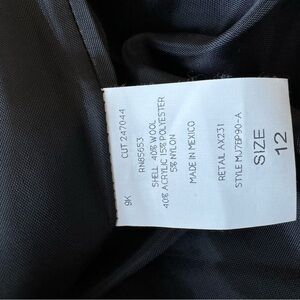 9K
CUT 247044
RN85653
SHELL 40% WOOL
40% ACRYLIC 15% POLYESTER
5% NYLON
MADE IN MEXICO
RETAIL AX231
STYLE MJ76P90-A
SIZE
12